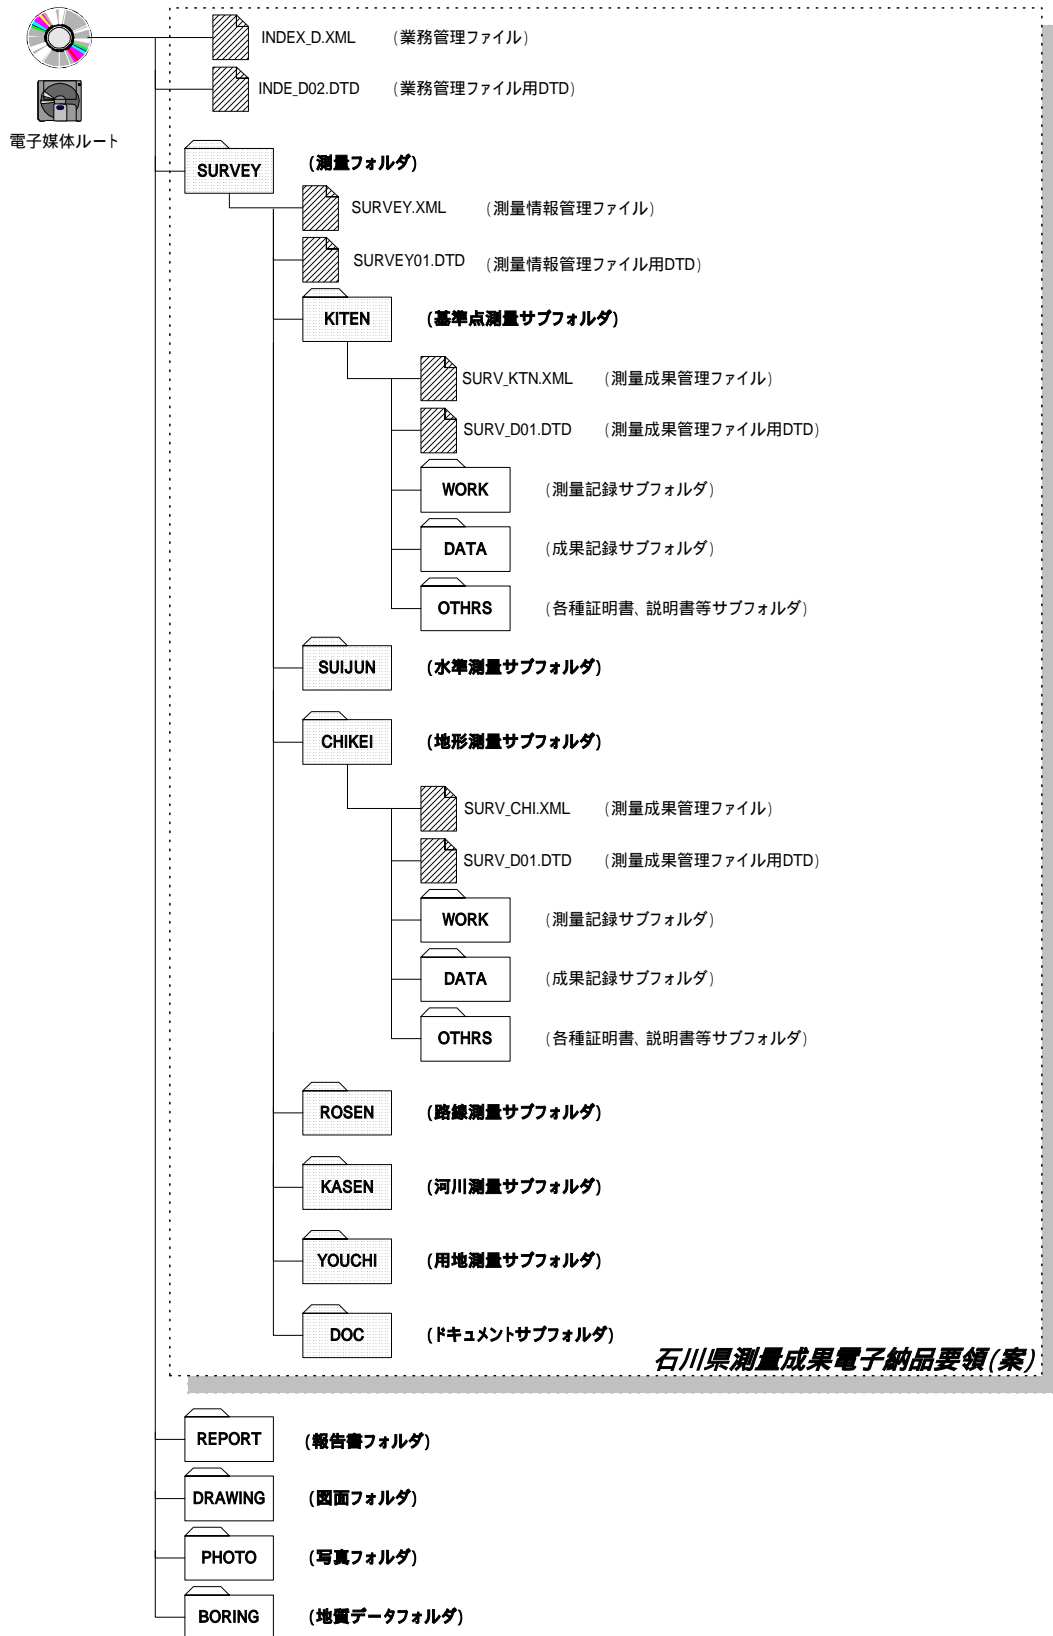 INDEX_D.XML (業務管理ファイル)
INDE_D02.DTD (業務管理ファイル用DTD)
電子媒体ルート
SURVEY (測量フォルダ)
SURVEY.XML (測量情報管理ファイル)
SURVEY01.DTD (測量情報管理ファイル用DTD)
KITEN (基準点測量サブフォルダ)
SURV_KTN.XML (測量成果管理ファイル)
SURV_D01.DTD (測量成果管理ファイル用DTD)
WORK (測量記録サブフォルダ)
DATA (成果記録サブフォルダ)
OTHRS (各種証明書、説明書等サブフォルダ)
SUIJUN (水準測量サブフォルダ)
CHIKEI (地形測量サブフォルダ)
SURV_CHI.XML (測量成果管理ファイル)
SURV_D01.DTD (測量成果管理ファイル用DTD)
WORK (測量記録サブフォルダ)
DATA (成果記録サブフォルダ)
OTHRS (各種証明書、説明書等サブフォルダ)
ROSEN (路線測量サブフォルダ)
KASEN (河川測量サブフォルダ)
YOUCHI (用地測量サブフォルダ)
DOC (ドキュメントサブフォルダ)
石川県測量成果電子納品要領(案)
REPORT (報告書フォルダ)
DRAWING (図面フォルダ)
PHOTO (写真フォルダ)
BORING (地質データフォルダ)